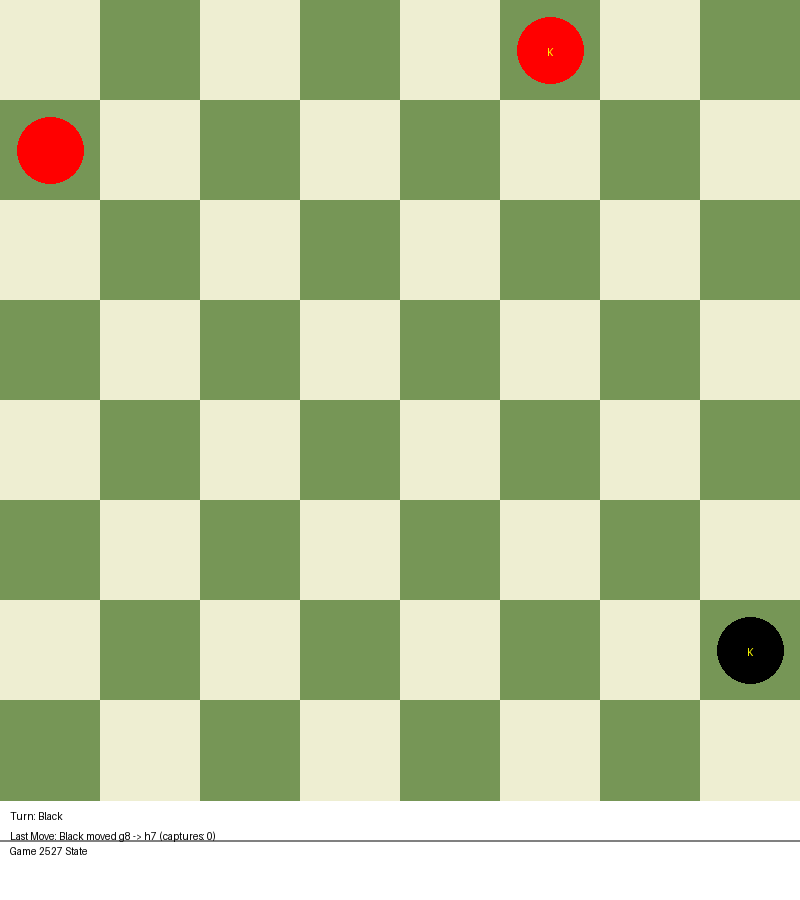 K
K
Turn: Black
Last Move: Black moved g8 -> h7 (captures: 0)
Game 2527 State